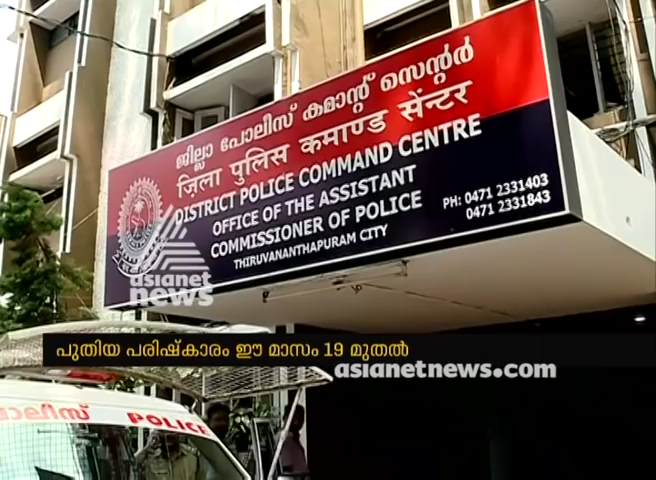 ജില്ലാ പോലീസ് കമാന്റ് സെന്റർ
ज़िला पुलिस कमाण्ड सेंन्टर
DISTRICT POLICE COMMAND CENTRE
OFFICE OF THE ASSISTANT
COMMISSIONER OF POLICE
THIRUVANANTHAPURAM CITY
PH: 0471 2331403
0471 2331843
asianet
news
പുതിയ പരിഷ്കാരം ഈ മാസം 19 മുതൽ
asianetnews.com
POLICE